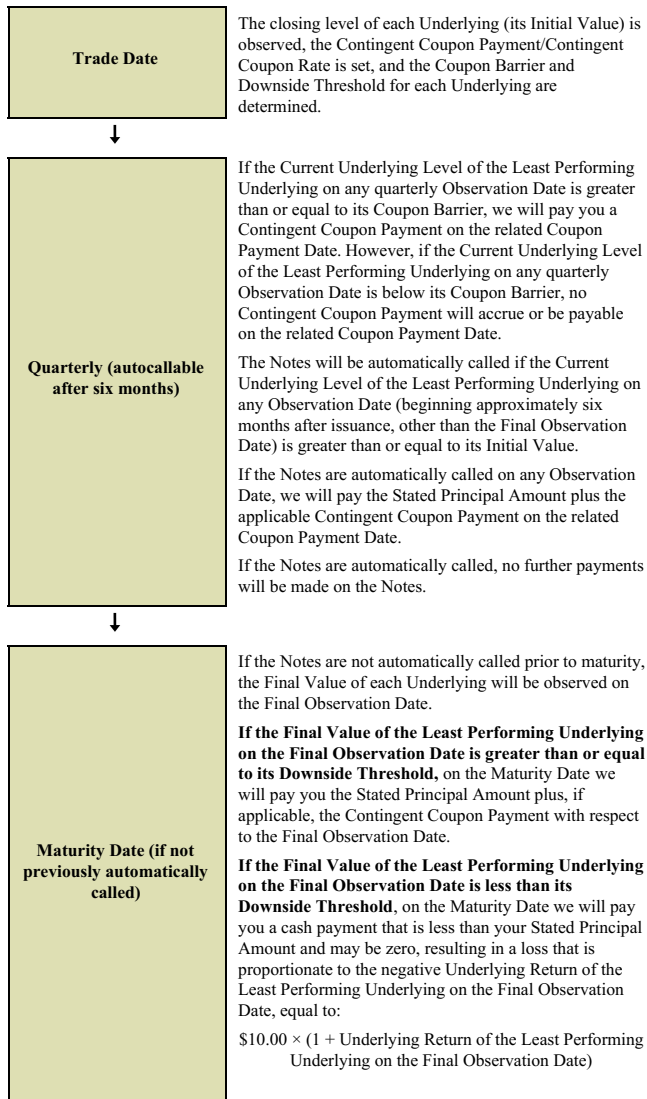 Trade Date
The closing level of each Underlying (its Initial Value) is
observed, the Contingent Coupon Payment/Contingent
Coupon Rate is set, and the Coupon Barrier and
Downside Threshold for each Underlying are
determined.
Quarterly (autocallable
after six months)
If the Current Underlying Level of the Least Performing
Underlying on any quarterly Observation Date is greater
than or equal to its Coupon Barrier, we will pay you a
Contingent Coupon Payment on the related Coupon
Payment Date. However, if the Current Underlying Level
of the Least Performing Underlying on any quarterly
Observation Date is below its Coupon Barrier, no
Contingent Coupon Payment will accrue or be payable
on the related Coupon Payment Date.
The Notes will be automatically called if the Current
Underlying Level of the Least Performing Underlying on
any Observation Date (beginning approximately six
months after issuance, other than the Final Observation
Date) is greater than or equal to its Initial Value.
If the Notes are automatically called on any Observation
Date, we will pay the Stated Principal Amount plus the
applicable Contingent Coupon Payment on the related
Coupon Payment Date.
If the Notes are automatically called, no further payments
will be made on the Notes.
Maturity Date (if not
previously automatically
called)
If the Notes are not automatically called prior to maturity,
the Final Value of each Underlying will be observed on
the Final Observation Date.
If the Final Value of the Least Performing Underlying
on the Final Observation Date is greater than or equal
to its Downside Threshold, on the Maturity Date we
will pay you the Stated Principal Amount plus, if
applicable, the Contingent Coupon Payment with respect
to the Final Observation Date.
If the Final Value of the Least Performing Underlying
on the Final Observation Date is less than its
Downside Threshold, on the Maturity Date we will pay
you a cash payment that is less than your Stated Principal
Amount and may be zero, resulting in a loss that is
proportionate to the negative Underlying Return of the
Least Performing Underlying on the Final Observation
Date, equal to:
$10.00 × (1 + Underlying Return of the Least Performing
Underlying on the Final Observation Date)